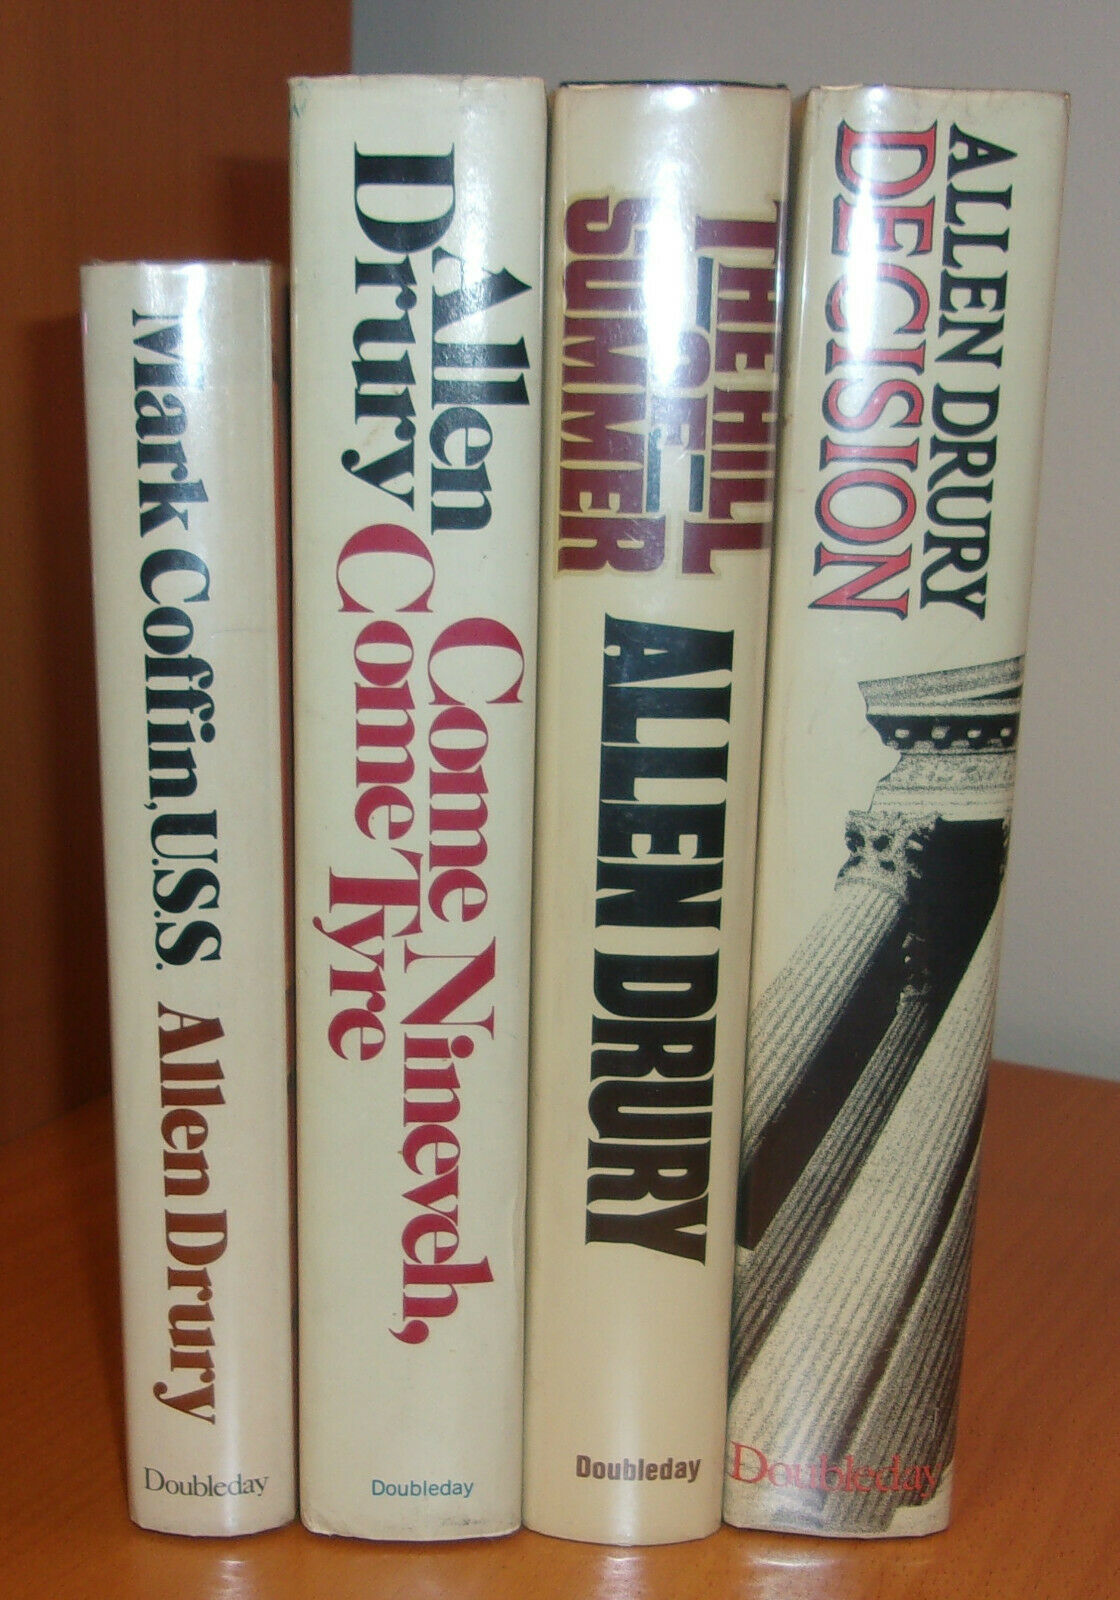 Mark Coffin, U.S.S.
Allen Drury
Doubleday
Allen
Drury
Come Nineveh,
Come Tyre
Doubleday
THE HILL
OF
SUMMER
ALLEN DRURY
Doubleday
ALLEN DRURY
DECISION
Doubleday